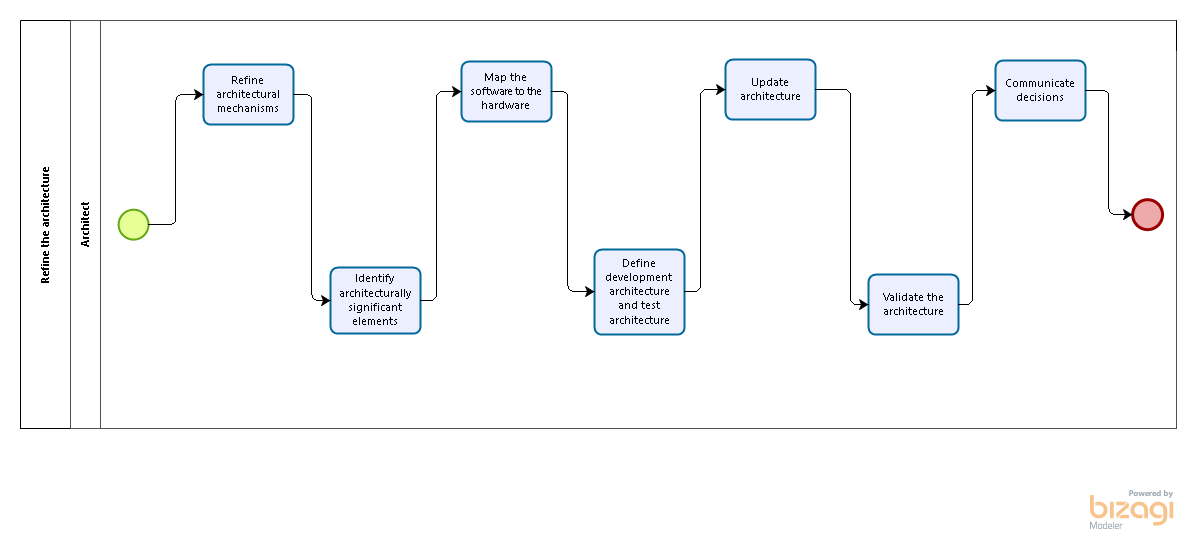 Refine the architecture
Architect
Refine
architectural
mechanisms
Identify
architecturally
significant
elements
Map the
software to the
hardware
Define
development
architecture
and test
architecture
Update
architecture
Validate the
architecture
Communicate
decisions
Powered by
bizagi
Modeler